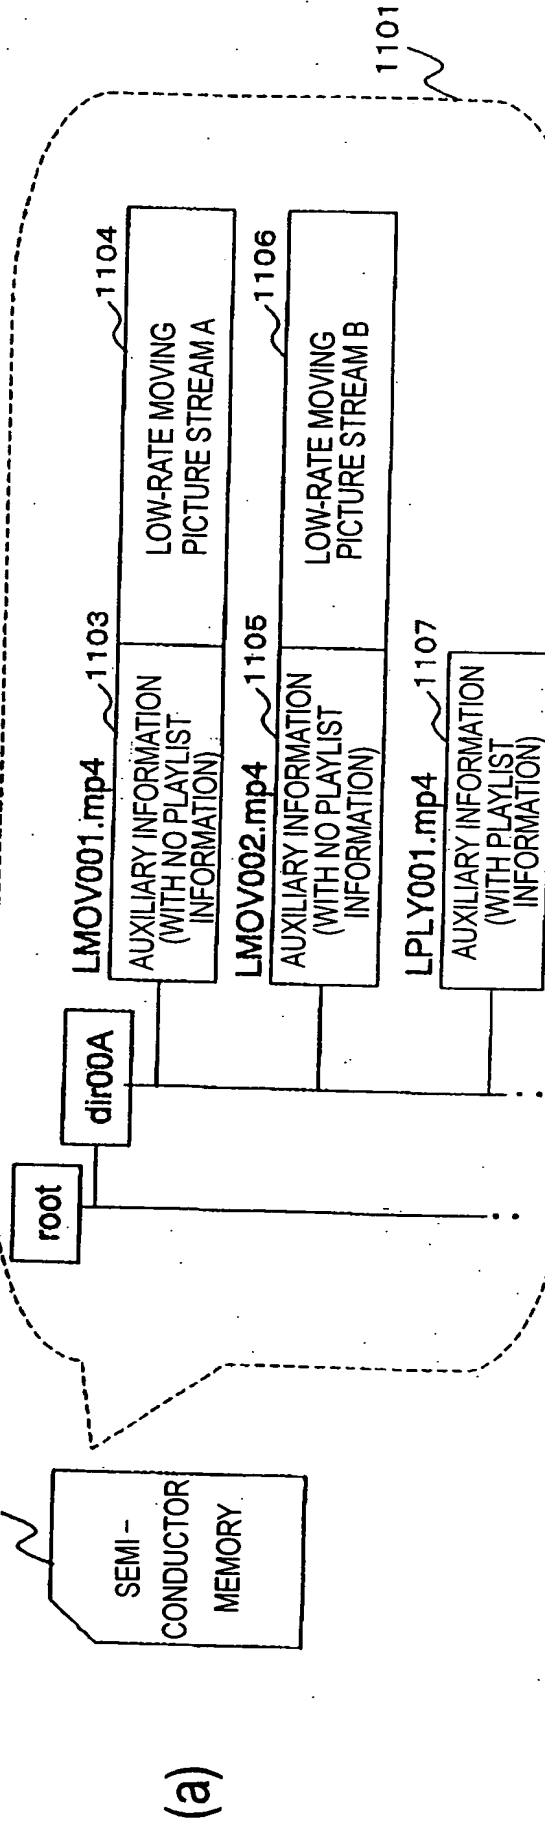 (a)
SEMI-
CONDUCTOR
MEMORY
1101
root
dir00A
LMOV001.mp4
1103
1104
AUXILIARY INFORMATION
(WITH NO PLAYLIST
INFORMATION)
LOW-RATE MOVING
PICTURE STREAM A
LMOV002.mp4
1105
1106
AUXILIARY INFORMATION
(WITH NO PLAYLIST
INFORMATION)
LOW-RATE MOVING
PICTURE STREAM B
LPLY001.mp4
1107
AUXILIARY INFORMATION
(WITH PLAYLIST
INFORMATION)